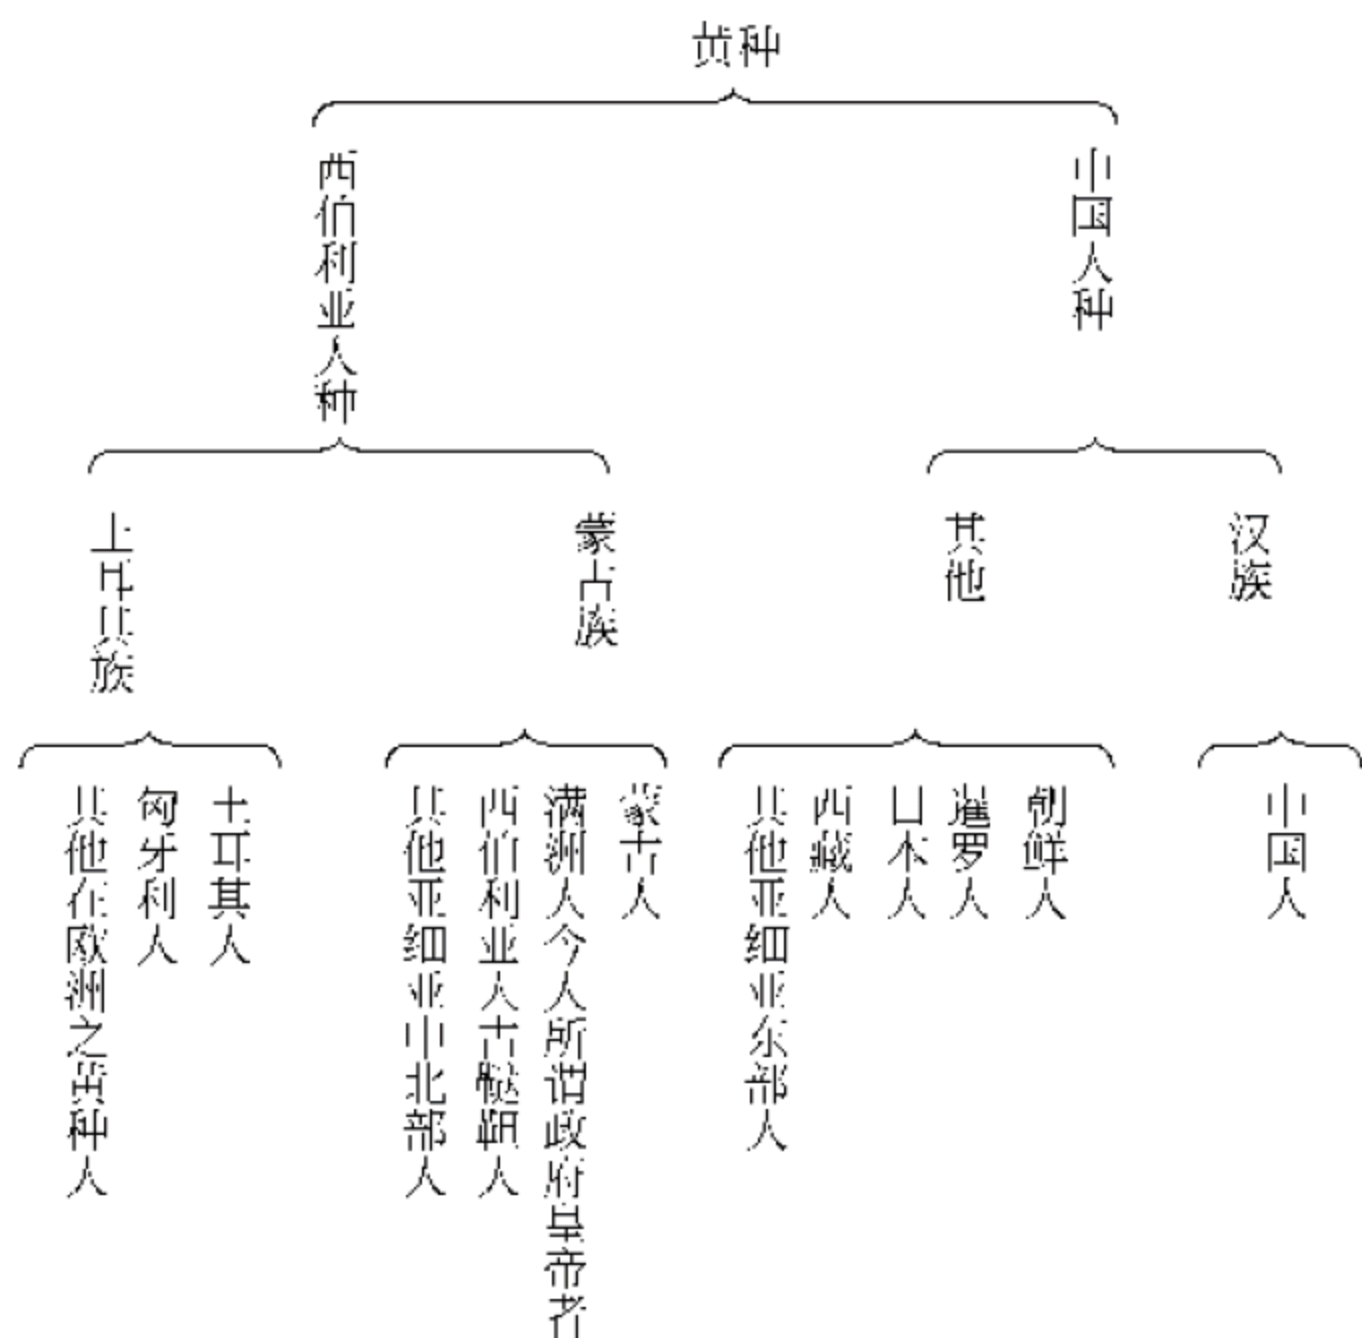 黄种
西伯利亚人种
中国人种
土耳其族
蒙古族
其他
汉族
其他在欧洲之黄种人
匈牙利人
土耳其人
其他亚细亚中北部人
西伯利亚人古鞑靼人
满洲人今人所谓政府皇帝者
蒙古人
其他亚细亚东部人
西藏人
日本人
暹罗人
朝鲜人
中国人